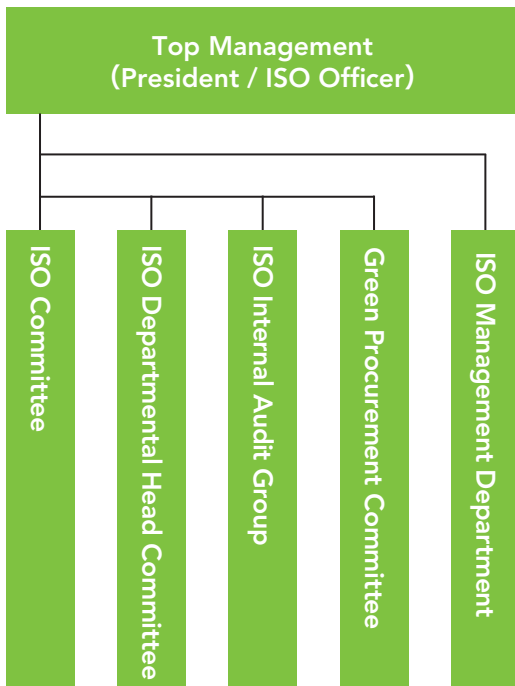 Top Management
(President / ISO Officer)
ISO Committee
ISO Departmental Head Committee
ISO Internal Audit Group
Green Procurement Committee
ISO Management Department